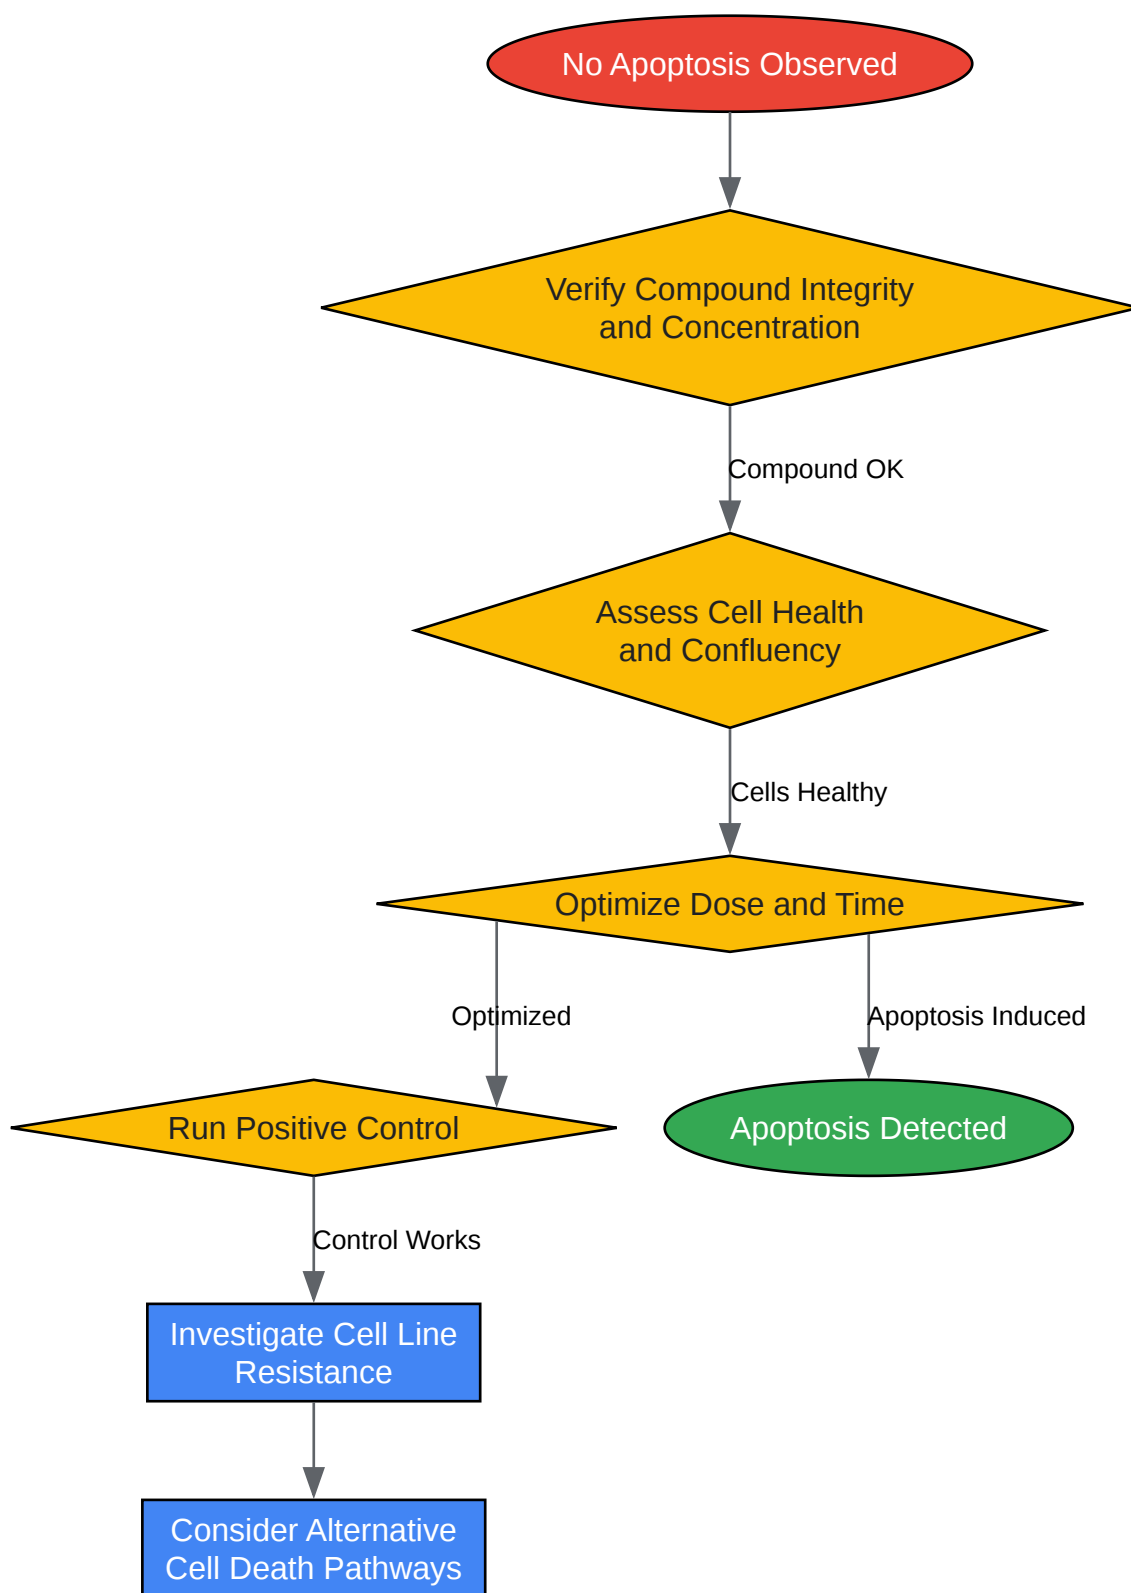 No Apoptosis Observed
Verify Compound Integrity
and Concentration
Compound OK
Assess Cell Health
and Confluency
Cells Healthy
Optimize Dose and Time
Optimized
Apoptosis Induced
Run Positive Control
Apoptosis Detected
Control Works
Investigate Cell Line
Resistance
Consider Alternative
Cell Death Pathways